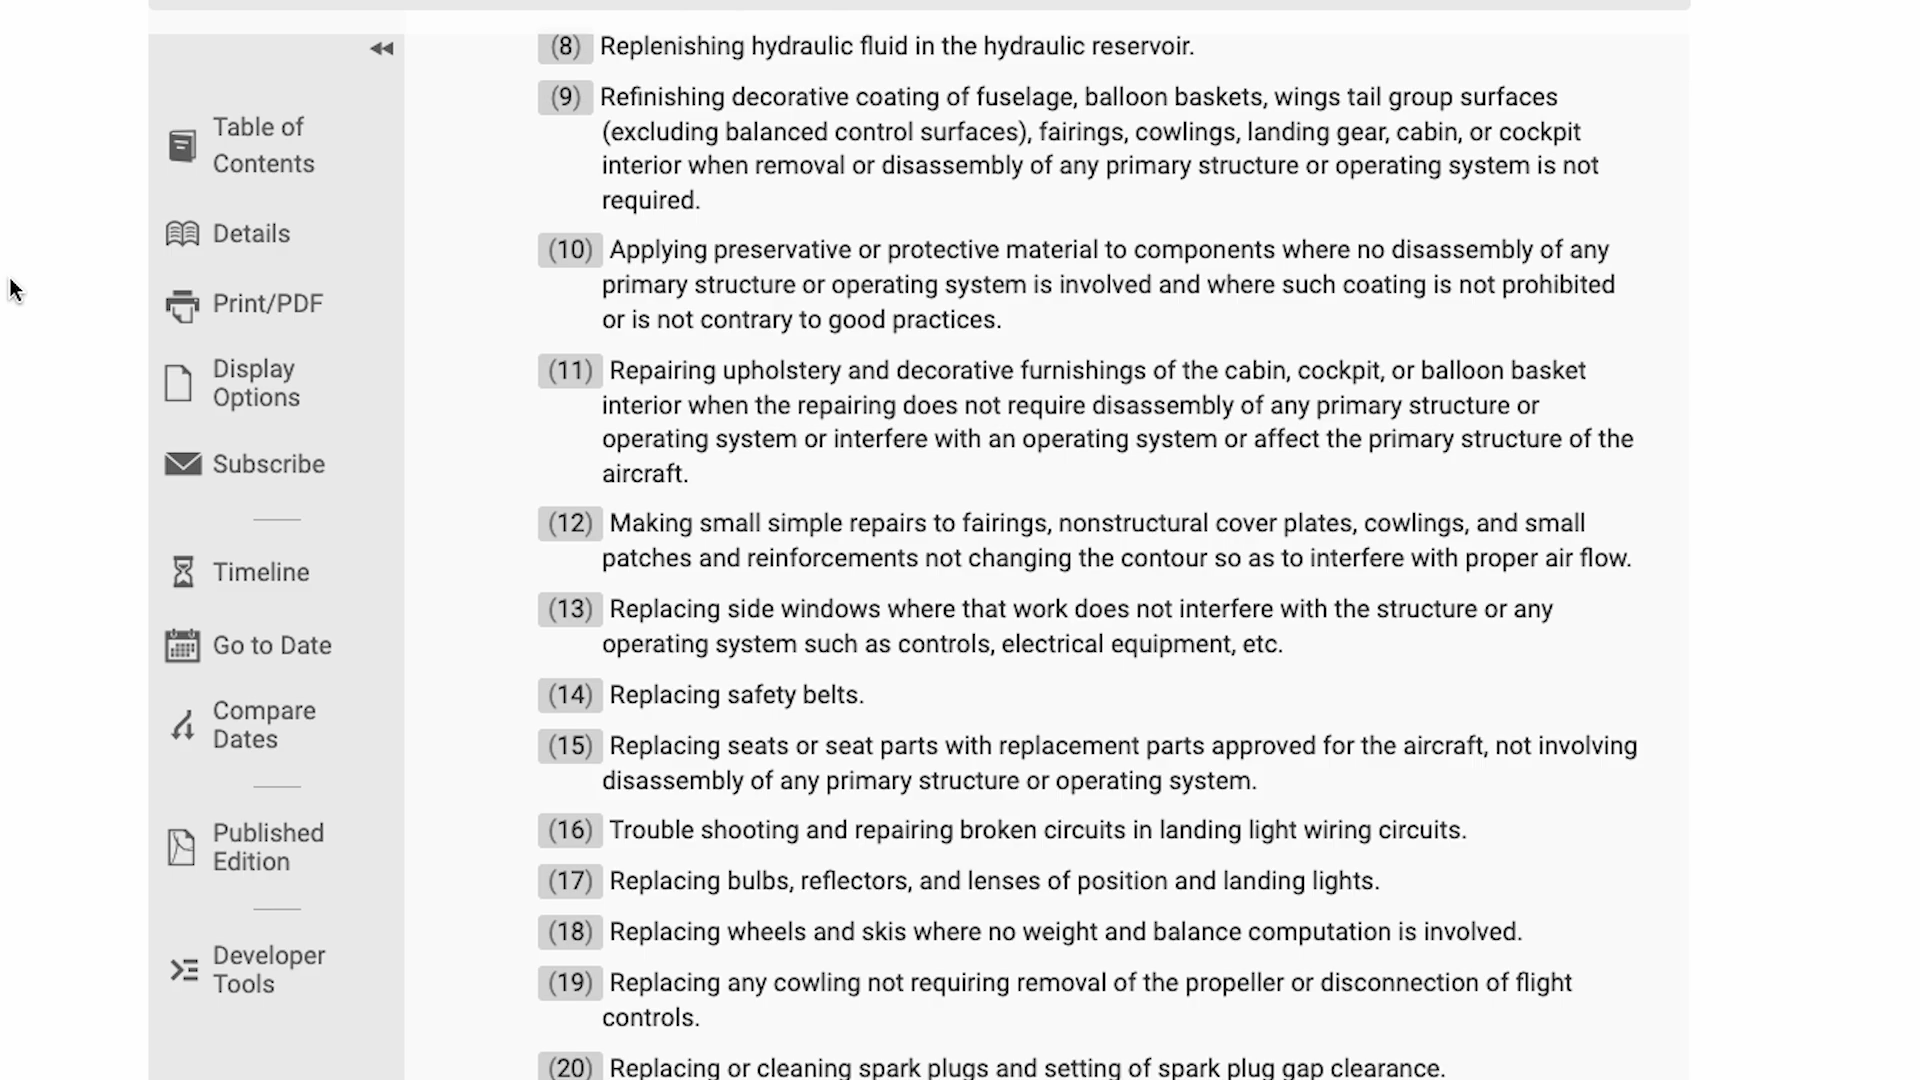 Table of
Contents
Details
Print/PDF
Display
Options
Subscribe
Timeline
Go to Date
Compare
Dates
Published
Edition
Developer
Tools
(8) Replenishing hydraulic fluid in the hydraulic reservoir.
(9) Refinishing decorative coating of fuselage, balloon baskets, wings tail group surfaces
(excluding balanced control surfaces), fairings, cowlings, landing gear, cabin, or cockpit
interior when removal or disassembly of any primary structure or operating system is not
required.
(10) Applying preservative or protective material to components where no disassembly of any
primary structure or operating system is involved and where such coating is not prohibited
or is not contrary to good practices.
(11) Repairing upholstery and decorative furnishings of the cabin, cockpit, or balloon basket
interior when the repairing does not require disassembly of any primary structure or
operating system or interfere with an operating system or affect the primary structure of the
aircraft.
(12) Making small simple repairs to fairings, nonstructural cover plates, cowlings, and small
patches and reinforcements not changing the contour so as to interfere with proper air flow.
(13) Replacing side windows where that work does not interfere with the structure or any
operating system such as controls, electrical equipment, etc.
(14) Replacing safety belts.
(15) Replacing seats or seat parts with replacement parts approved for the aircraft, not involving
disassembly of any primary structure or operating system.
(16) Trouble shooting and repairing broken circuits in landing light wiring circuits.
(17) Replacing bulbs, reflectors, and lenses of position and landing lights.
(18) Replacing wheels and skis where no weight and balance computation is involved.
(19) Replacing any cowling not requiring removal of the propeller or disconnection of flight
controls.
(20) Replacing or cleaning spark plugs and setting of spark plug gap clearance.